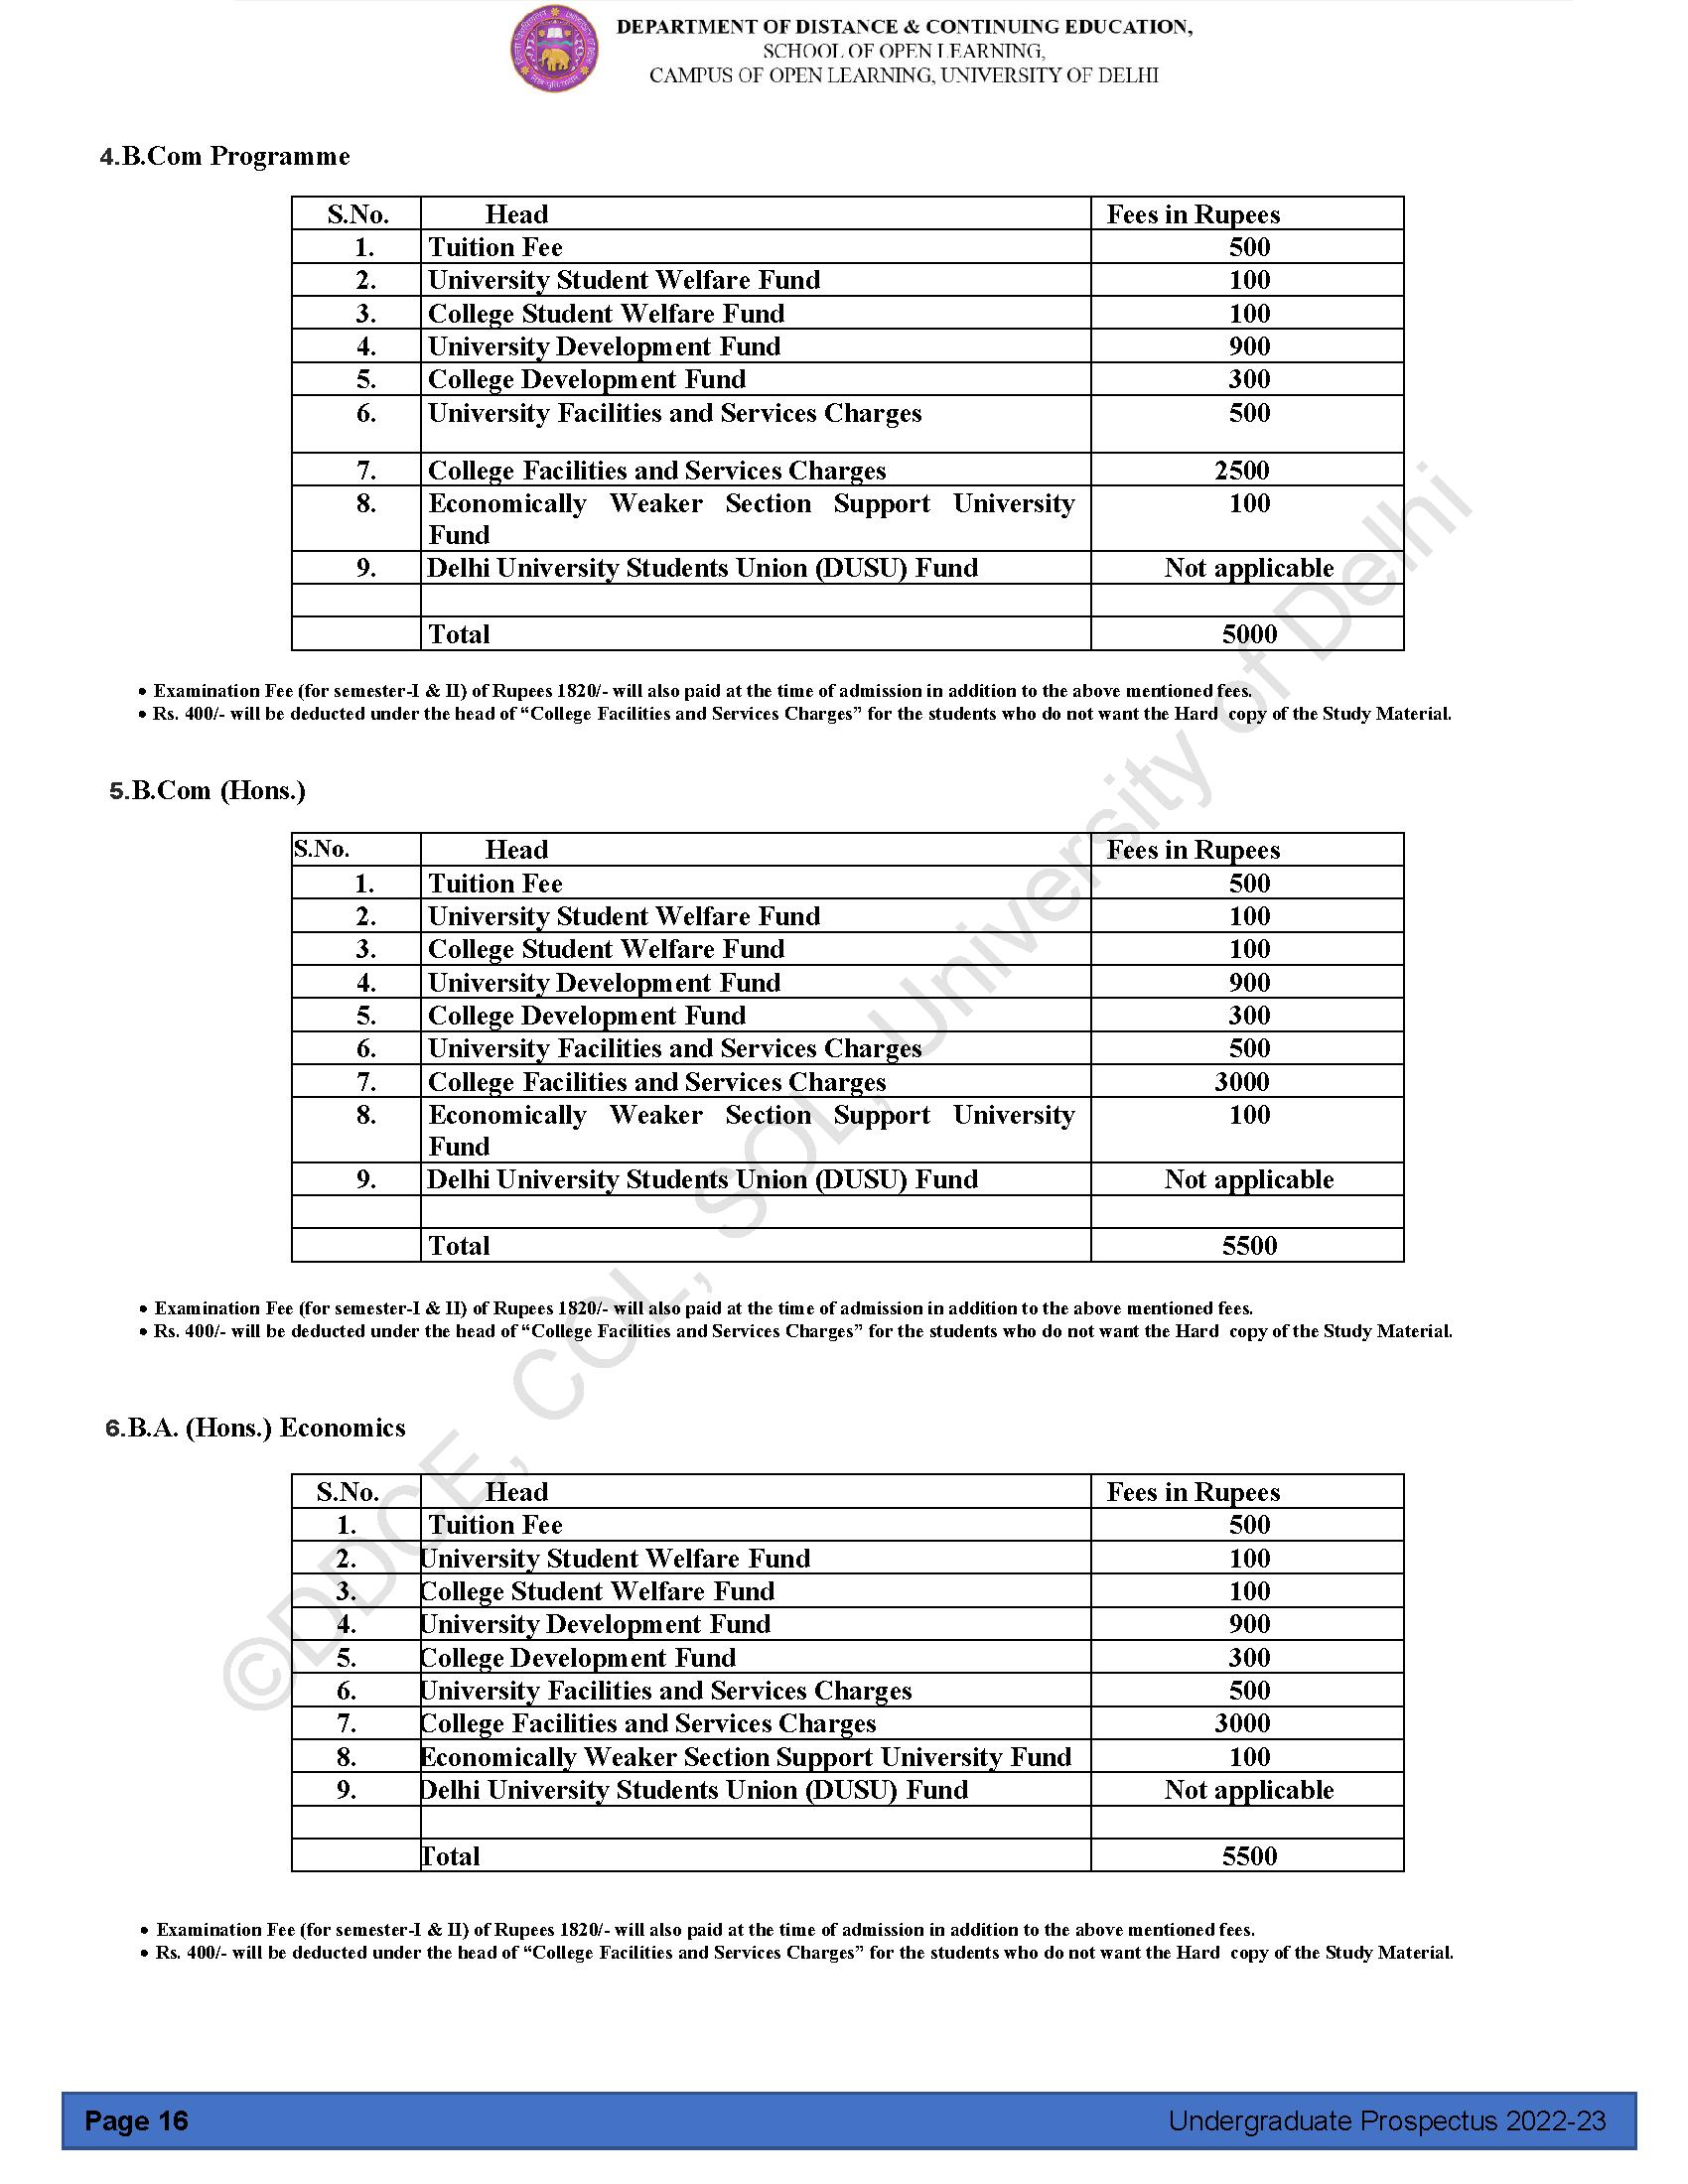 DEPARTMENT OF DISTANCE & CONTINUING EDUCATION,
SCHOOL OF OPEN LEARNING,
CAMPUS OF OPEN LEARNING, UNIVERSITY OF DELHI
4.B.Com Programme
S.No. Head Fees in Rupees
1. Tuition Fee 500
2. University Student Welfare Fund 100
3. College Student Welfare Fund 100
4. University Development Fund 900
5. College Development Fund 300
6. University Facilities and Services Charges 500
7. College Facilities and Services Charges 2500
8. Economically Weaker Section Support University 100
Fund
9. Delhi University Students Union (DUSU) Fund Not applicable
Total 5000
• Examination Fee (for semester-I & II) of Rupees 1820/- will also paid at the time of admission in addition to the above mentioned fees.
• Rs. 400/- will be deducted under the head of “College Facilities and Services Charges” for the students who do not want the Hard copy of the Study Material.
5.B.Com (Hons.)
S.No. Head Fees in Rupees
1. Tuition Fee 500
2. University Student Welfare Fund 100
3. College Student Welfare Fund 100
4. University Development Fund 900
5. College Development Fund 300
6. University Facilities and Services Charges 500
7. College Facilities and Services Charges 3000
8. Economically Weaker Section Support University 100
Fund
9. Delhi University Students Union (DUSU) Fund Not applicable
Total 5500
• Examination Fee (for semester-I & II) of Rupees 1820/- will also paid at the time of admission in addition to the above mentioned fees.
• Rs. 400/- will be deducted under the head of “College Facilities and Services Charges” for the students who do not want the Hard copy of the Study Material.
6.B.A. (Hons.) Economics
S.No. Head Fees in Rupees
1. Tuition Fee 500
2. University Student Welfare Fund 100
3. College Student Welfare Fund 100
4. University Development Fund 900
5. College Development Fund 300
6. University Facilities and Services Charges 500
7. College Facilities and Services Charges 3000
8. Economically Weaker Section Support University Fund 100
9. Delhi University Students Union (DUSU) Fund Not applicable
Total 5500
• Examination Fee (for semester-I & II) of Rupees 1820/- will also paid at the time of admission in addition to the above mentioned fees.
• Rs. 400/- will be deducted under the head of “College Facilities and Services Charges” for the students who do not want the Hard copy of the Study Material.
©DDCE, COL, SOL, University of Delhi
Page 16 Undergraduate Prospectus 2022-23